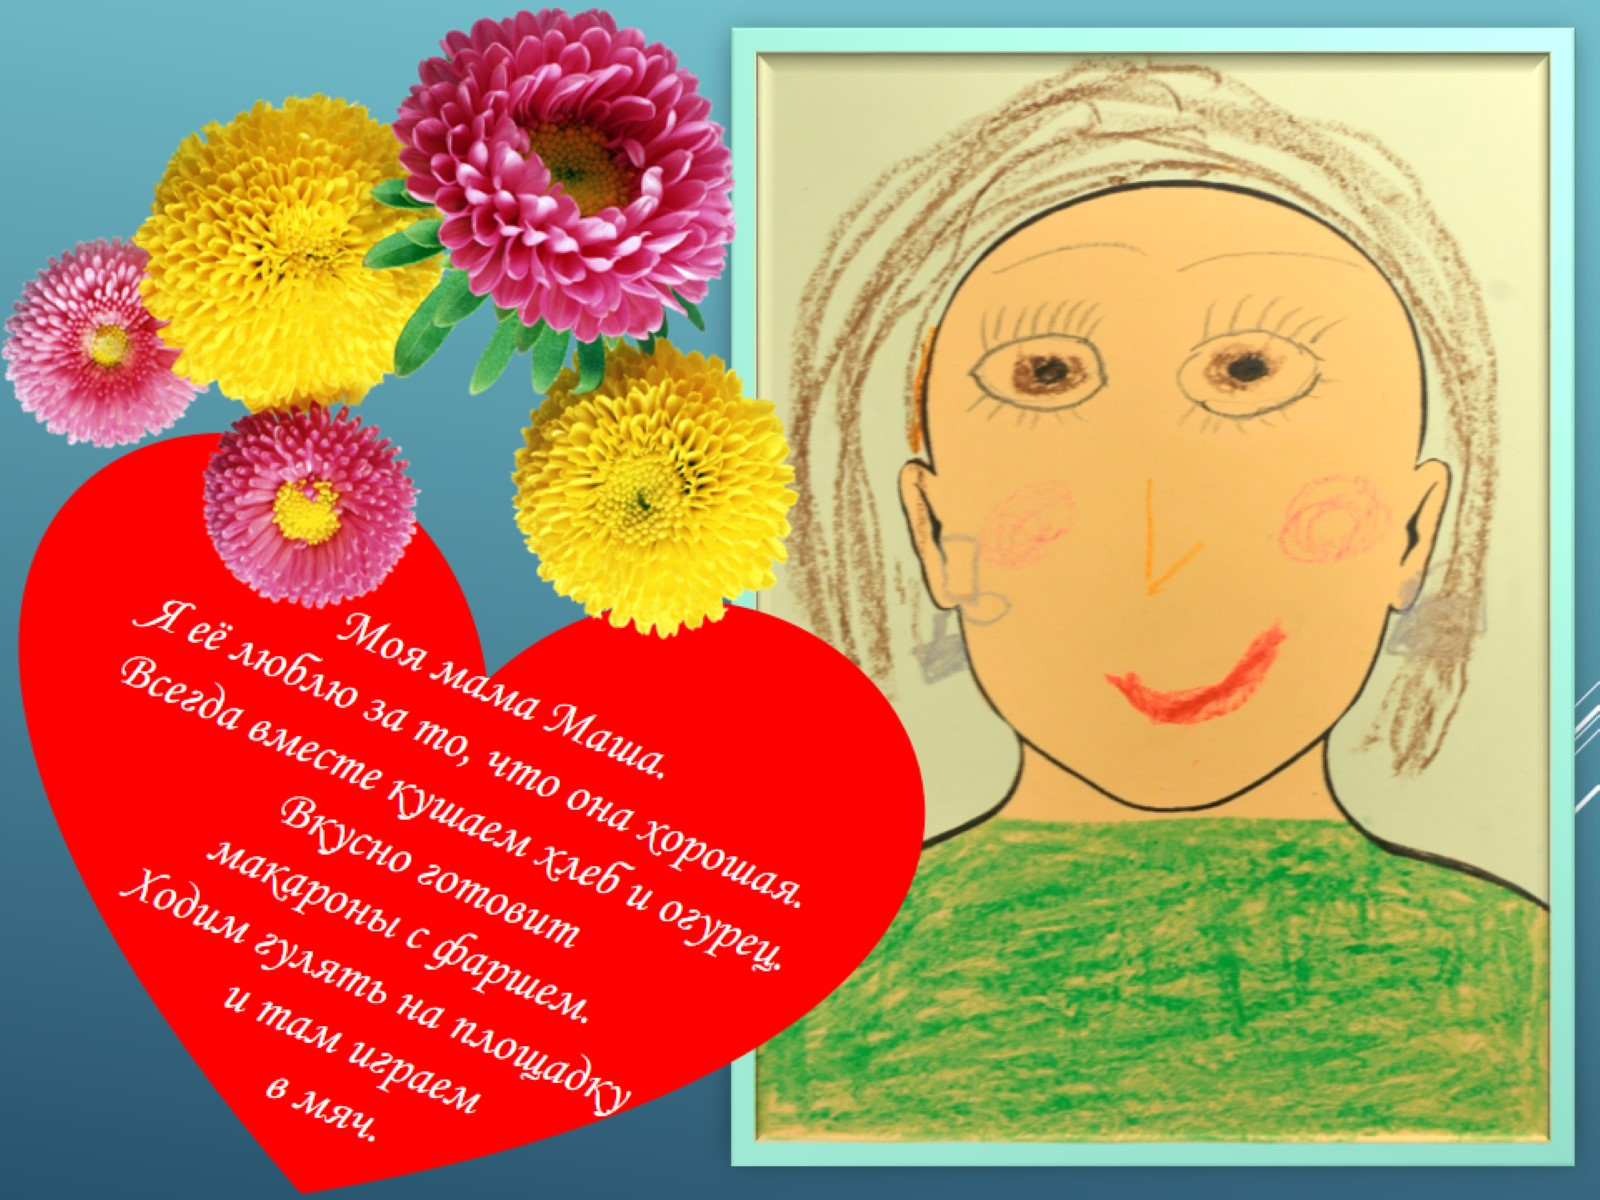 Моя мама Маша.
Я её люблю за то, что она хорошая.
Всегда вместе кушаем хлеб и огурец.
Вкусно готовит
макароны с фаршем.
Ходим гулять на площадку
и там играем
в мяч.